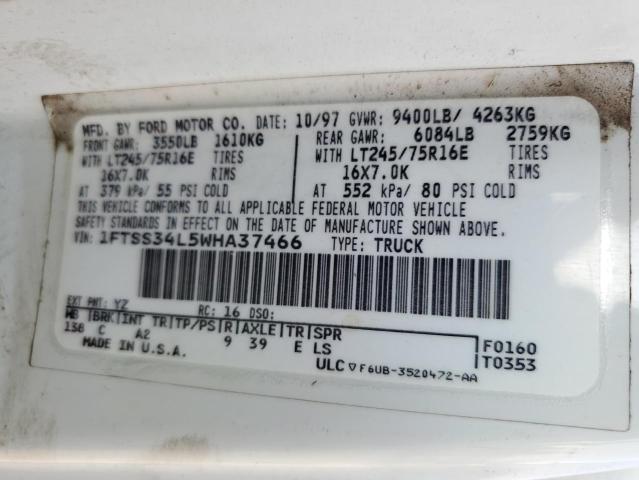 MFD. BY FORD MOTOR CO. DATE: 10/97 GVWR: 9400LB/ 4263KG
FRONT GAWR: 3550LB 1610KG REAR GAWR: 6084LB 2759KG
WITH LT245/75R16E TIRES WITH LT245/75R16E TIRES
16X7.0K RIMS 16X7.0K RIMS
AT 379 kPa/ 55 PSI COLD AT 552 kPa/ 80 PSI COLD
THIS VEHICLE CONFORMS TO ALL APPLICABLE FEDERAL MOTOR VEHICLE
SAFETY STANDARDS IN EFFECT ON THE DATE OF MANUFACTURE SHOWN ABOVE.
VIN: 1FTSS34L5WHA37466 TYPE: TRUCK
EXT PNT: YZ RC: 16 DSO:
WB |BRK|INT TR|TP/PS|R|AXLE|TR|SPR
138 C A2 9 39 E LS
F0160
T0353
MADE IN U.S.A.
ULC ▽ F6UB-3520472-AA